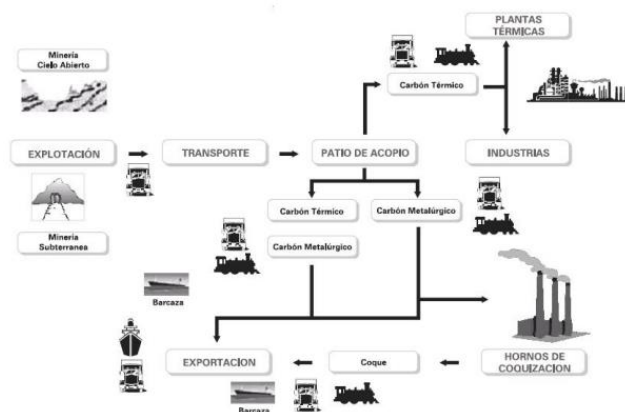 PLANTAS
TÉRMICAS
Minería
Cielo Abierto
Carbón Térmico
EXPLOTACIÓN
TRANSPORTE
PATIO DE ACOPIO
INDUSTRIAS
Carbón Térmico
Carbón Metalúrgico
Minería
Subterranea
Carbón Metalúrgico
Barcaza
EXPORTACION
Coque
HORNOS DE
COQUIZACION
Barcaza